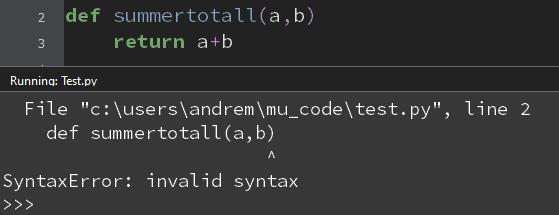 2 def summertotall(a,b)
3     return a+b
Running: Test.py
  File "c:\users\andrem\mu_code\test.py", line 2
    def summertotall(a,b)
                         ^
SyntaxError: invalid syntax
>>>